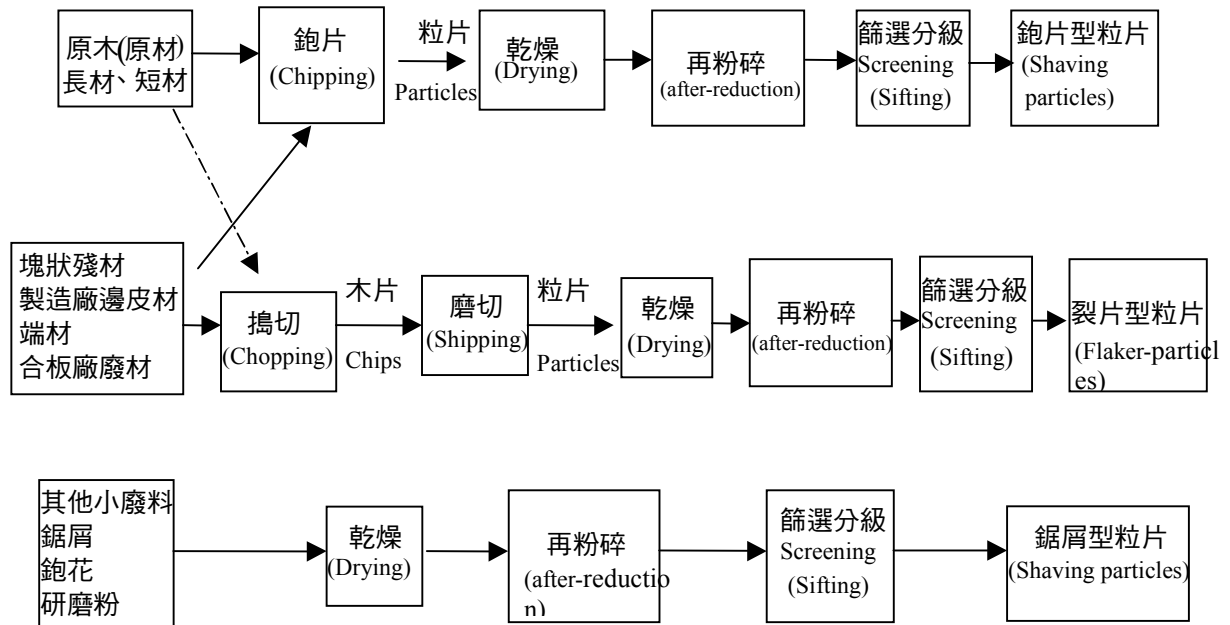 原木(原材)
長材、短材
鉋片
(Chipping)
粒片
Particles
乾燥
(Drying)
再粉碎
(after-reduction)
篩選分級
Screening
(Sifting)
鉋片型粒片
(Shaving
particles)
塊狀殘材
製造廠邊皮材
端材
合板廠廢材
搗切
(Chopping)
木片
Chips
磨切
(Shipping)
粒片
Particles
乾燥
(Drying)
再粉碎
(after-reduction)
篩選分級
Screening
(Sifting)
裂片型粒片
(Flaker-particl
es)
其他小廢料
鋸屑
鉋花
研磨粉
乾燥
(Drying)
再粉碎
(after-reductio
n)
篩選分級
Screening
(Sifting)
鋸屑型粒片
(Shaving particles)